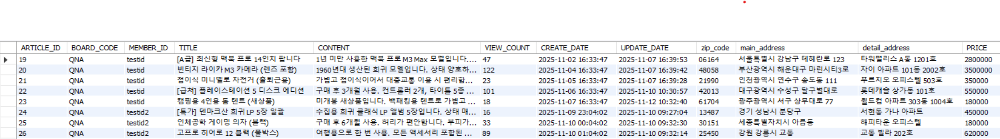 ARTICLE_ID BOARD_CODE MEMBER_ID TITLE CONTENT VIEW_COUNT CREATE_DATE UPDATE_DATE zip_code main_address detail_address PRICE
19 QNA testid [A급] 최신형 맥북 프로 14인치 팝니다 1년 미만 사용한 맥북 프로 M3 Max 모델입니다.... 47 2025-11-02 16:33:47 2025-11-07 16:39:53 06164 서울특별시 강남구 테헤란로 123 타워팰리스 A동 1201호 2800000
20 QNA testid 빈티지 라이카 M3 카메라 (렌즈 포함) 1960년대 생산된 희귀 모델입니다. 상태 양호하... 122 2025-11-04 16:33:47 2025-11-07 16:39:42 48058 부산광역시 해운대구 마린시티3로 자이 아파트 101동 2002호 3500000
21 QNA testid 접이식 미니벨로 자전거 (출퇴근용) 가볍고 접이식이어서 대중교통 이용 시 편리합... 23 2025-11-05 16:33:47 2025-11-07 16:39:28 21990 인천광역시 연수구 송도동 111 푸르지오 오피스텔 503호 350000
22 QNA testid [급처] 플레이스테이션 5 디스크 에디션 구매 후 3개월 사용. 컨트롤러 2개, 타이틀 5종 ... 101 2025-11-06 16:33:47 2025-11-10 10:30:57 42013 대구광역시 수성구 달구벌대로 롯데캐슬 상가동 101호 550000
23 QNA testid 캠핑용 4인용 돔 텐트 (새상품) 미개봉 새상품입니다. 백패킹용 텐트로 가볍고 ... 18 2025-11-07 16:33:47 2025-11-12 10:32:40 61704 광주광역시 서구 상무대로 77 월드컵 아파트 303동 1004호 180000
24 QNA testid2 [특가] 덴마크산 희귀 LP 5장 일괄 수집용 희귀 클래식 LP 앨범 5장입니다. 상태 매... 16 2025-11-09 23:04:02 2025-11-10 09:27:04 13487 경기 성남시 분당구 서현동 가나 아파트 450000
25 QNA testid2 인체공학 게이밍 의자 (블랙) 구매 후 6개월 사용. 허리가 편안합니다. 부피가... 33 2025-11-10 00:04:02 2025-11-10 09:32:30 30151 세종특별자치시 아름동 해피타운 오피스텔 180000
26 QNA testid2 고프로 히어로 12 블랙 (풀박스) 여행용으로 한 번 사용. 모든 액세서리 포함된 ... 89 2025-11-10 01:04:02 2025-11-10 09:32:14 25450 강원 강릉시 교동 교동 빌라 202호 620000